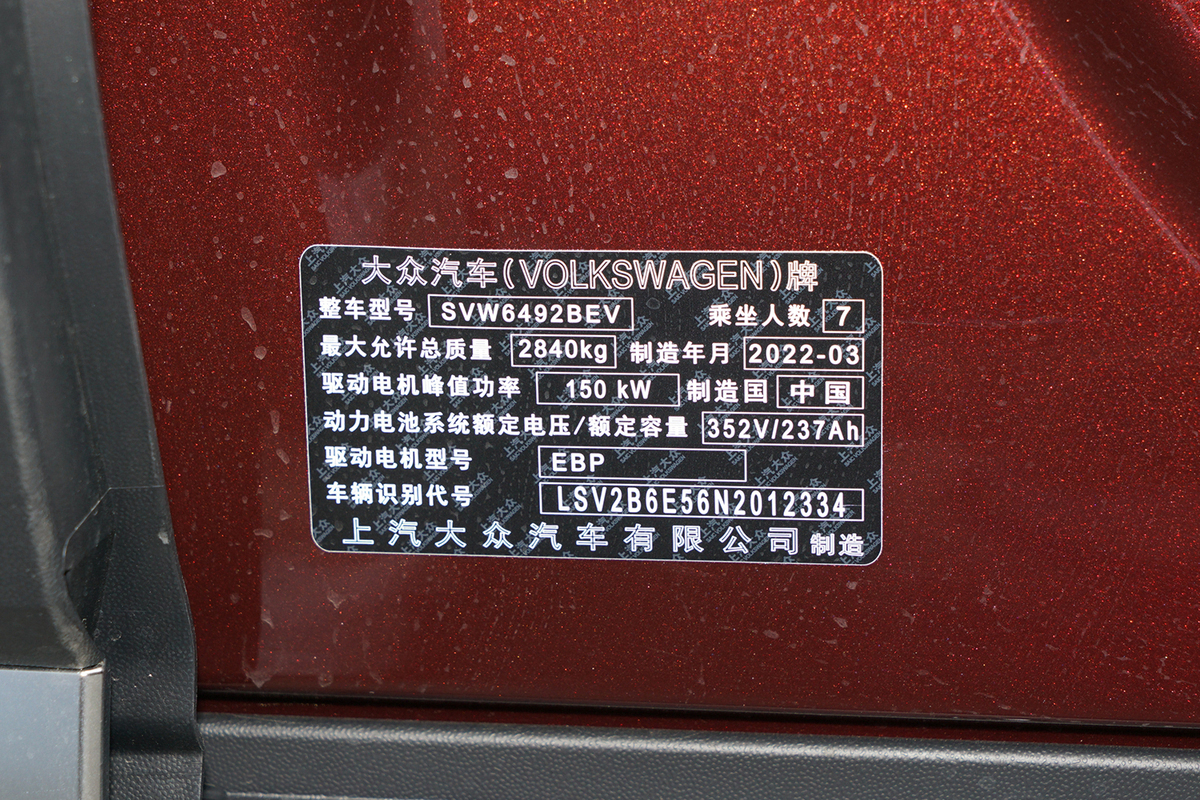 大众汽车(VOLKSWAGEN)牌
整车型号 SVW6492BEV 乘坐人数 7
最大允许总质量 2840kg 制造年月 2022-03
驱动电机峰值功率 150 kW 制造国 中国
动力电池系统额定电压/额定容量 352V/237Ah
驱动电机型号 EBP
车辆识别代号 LSV2B6E56N2012334
上汽大众汽车有限公司 制造